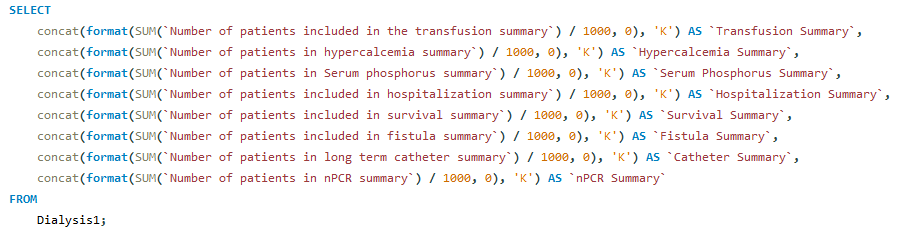 SELECT
concat(format(SUM(`Number of patients included in the transfusion summary`) / 1000, 0), 'K') AS `Transfusion Summary`,
concat(format(SUM(`Number of patients in hypercalcemia summary`) / 1000, 0), 'K') AS `Hypercalcemia Summary`,
concat(format(SUM(`Number of patients in Serum phosphorus summary`) / 1000, 0), 'K') AS `Serum Phosphorus Summary`,
concat(format(SUM(`Number of patients included in hospitalization summary`) / 1000, 0), 'K') AS `Hospitalization Summary`,
concat(format(SUM(`Number of patients included in survival summary`) / 1000, 0), 'K') AS `Survival Summary`,
concat(format(SUM(`Number of patients included in fistula summary`) / 1000, 0), 'K') AS `Fistula Summary`,
concat(format(SUM(`Number of patients in long term catheter summary`) / 1000, 0), 'K') AS `Catheter Summary`,
concat(format(SUM(`Number of patients in nPCR summary`) / 1000, 0), 'K') AS `nPCR Summary`
FROM
Dialysis1;